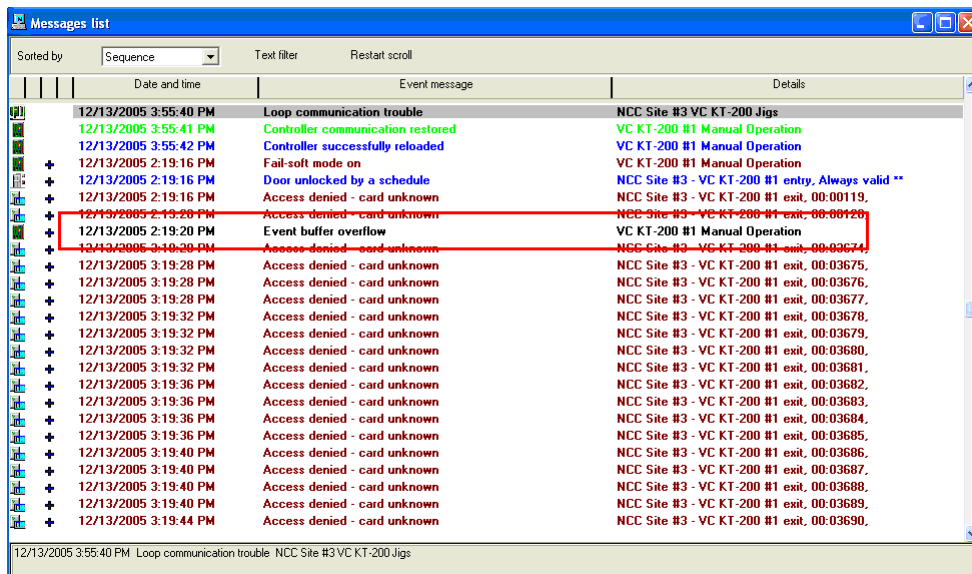 Messages list
Sorted by Sequence Text filter Restart scroll
Date and time Event message Details
12/13/2005 3:55:40 PM Loop communication trouble NCC Site #3 VC KT-200 Jigs
12/13/2005 3:55:41 PM Controller communication restored VC KT-200 #1 Manual Operation
12/13/2005 3:55:42 PM Controller successfully reloaded VC KT-200 #1 Manual Operation
12/13/2005 2:19:16 PM Fail-soft mode on VC KT-200 #1 Manual Operation
12/13/2005 2:19:16 PM Door unlocked by a schedule NCC Site #3 - VC KT-200 #1 entry, Always valid **
12/13/2005 2:19:16 PM Access denied - card unknown NCC Site #3 - VC KT-200 #1 exit, 00:00119,
12/13/2005 2:19:20 PM Access denied - card unknown NCC Site #3 - VC KT-200 #1 exit, 00:00120,
12/13/2005 2:19:20 PM Event buffer overflow VC KT-200 #1 Manual Operation
12/13/2005 3:19:28 PM Access denied - card unknown NCC Site #3 - VC KT-200 #1 exit, 00:03674,
12/13/2005 3:19:28 PM Access denied - card unknown NCC Site #3 - VC KT-200 #1 exit, 00:03675,
12/13/2005 3:19:28 PM Access denied - card unknown NCC Site #3 - VC KT-200 #1 exit, 00:03676,
12/13/2005 3:19:28 PM Access denied - card unknown NCC Site #3 - VC KT-200 #1 exit, 00:03677,
12/13/2005 3:19:32 PM Access denied - card unknown NCC Site #3 - VC KT-200 #1 exit, 00:03678,
12/13/2005 3:19:32 PM Access denied - card unknown NCC Site #3 - VC KT-200 #1 exit, 00:03679,
12/13/2005 3:19:32 PM Access denied - card unknown NCC Site #3 - VC KT-200 #1 exit, 00:03680,
12/13/2005 3:19:32 PM Access denied - card unknown NCC Site #3 - VC KT-200 #1 exit, 00:03681,
12/13/2005 3:19:36 PM Access denied - card unknown NCC Site #3 - VC KT-200 #1 exit, 00:03682,
12/13/2005 3:19:36 PM Access denied - card unknown NCC Site #3 - VC KT-200 #1 exit, 00:03683,
12/13/2005 3:19:36 PM Access denied - card unknown NCC Site #3 - VC KT-200 #1 exit, 00:03684,
12/13/2005 3:19:36 PM Access denied - card unknown NCC Site #3 - VC KT-200 #1 exit, 00:03685,
12/13/2005 3:19:40 PM Access denied - card unknown NCC Site #3 - VC KT-200 #1 exit, 00:03686,
12/13/2005 3:19:40 PM Access denied - card unknown NCC Site #3 - VC KT-200 #1 exit, 00:03687,
12/13/2005 3:19:40 PM Access denied - card unknown NCC Site #3 - VC KT-200 #1 exit, 00:03688,
12/13/2005 3:19:40 PM Access denied - card unknown NCC Site #3 - VC KT-200 #1 exit, 00:03689,
12/13/2005 3:19:44 PM Access denied - card unknown NCC Site #3 - VC KT-200 #1 exit, 00:03690,
12/13/2005 3:55:40 PM Loop communication trouble NCC Site #3 VC KT-200 Jigs